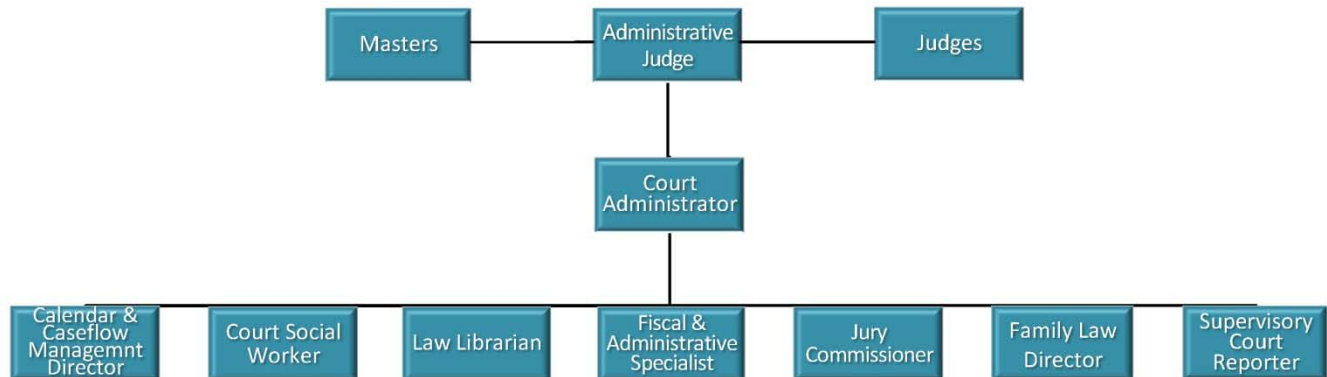 Masters
Administrative
Judge
Judges
Court
Administrator
Calendar &
Caseflow
Managemnt
Director
Court Social
Worker
Law Librarian
Fiscal &
Administrative
Specialist
Jury
Commissioner
Family Law
Director
Supervisory
Court
Reporter